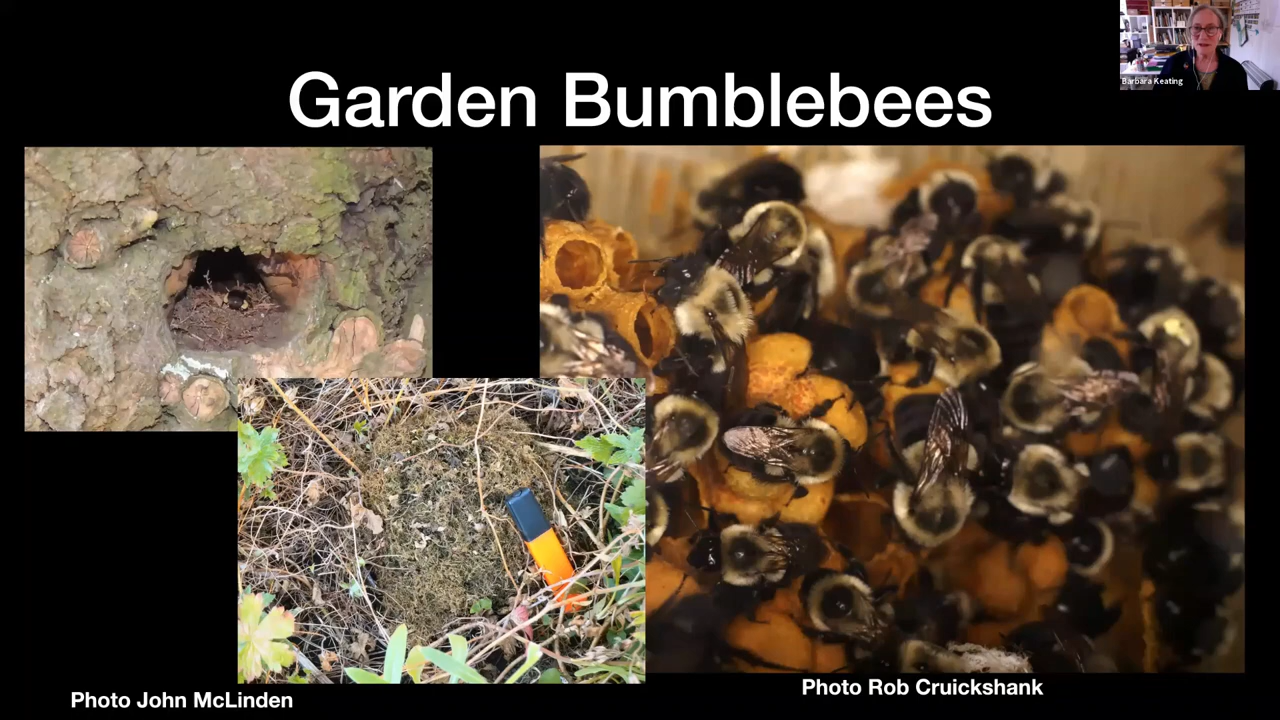 Barbara Keating
Garden Bumblebees
Photo John McLinden
Photo Rob Cruickshank